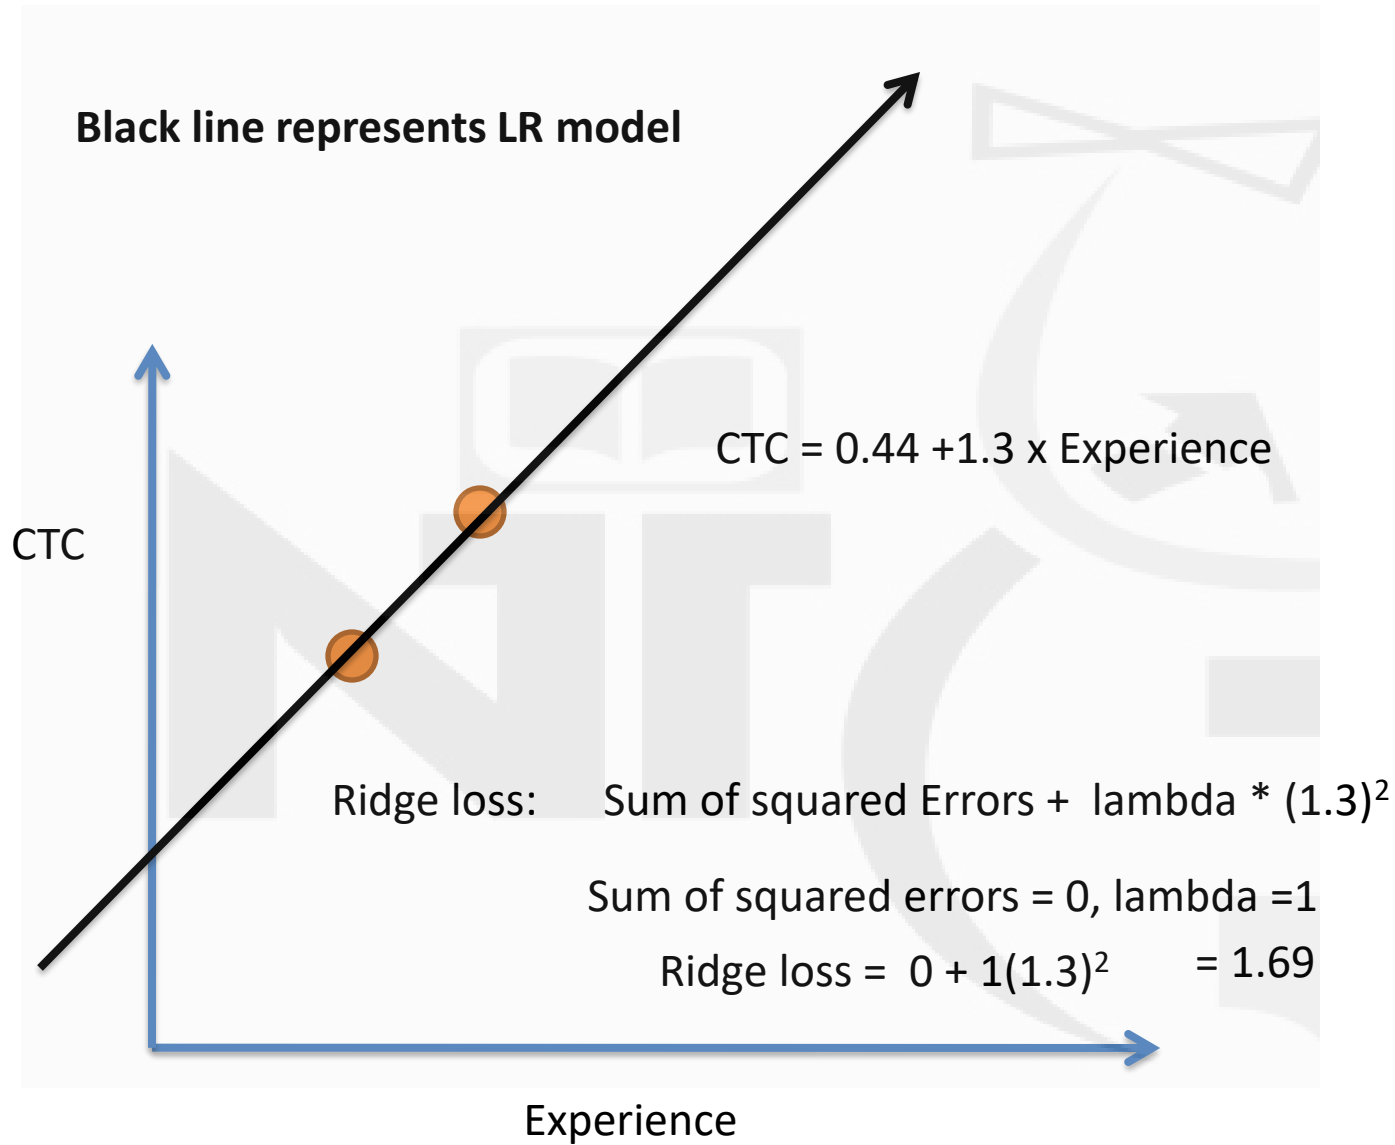 Black line represents LR model
CTC = 0.44 +1.3 x Experience
CTC
Ridge loss: Sum of squared Errors + lambda * (1.3)²
Sum of squared errors = 0, lambda =1
Ridge loss = 0 + 1(1.3)² = 1.69
Experience